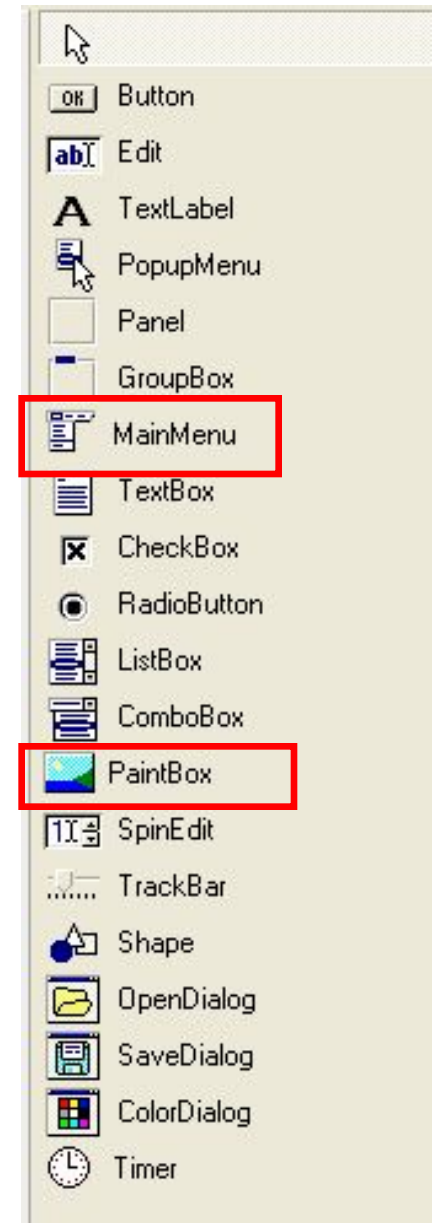 OK Button
ab Edit
A TextLabel
PopupMenu
Panel
GroupBox
MainMenu
TextBox
CheckBox
RadioButton
ListBox
ComboBox
PaintBox
1 SpinEdit
TrackBar
Shape
OpenDialog
SaveDialog
ColorDialog
Timer